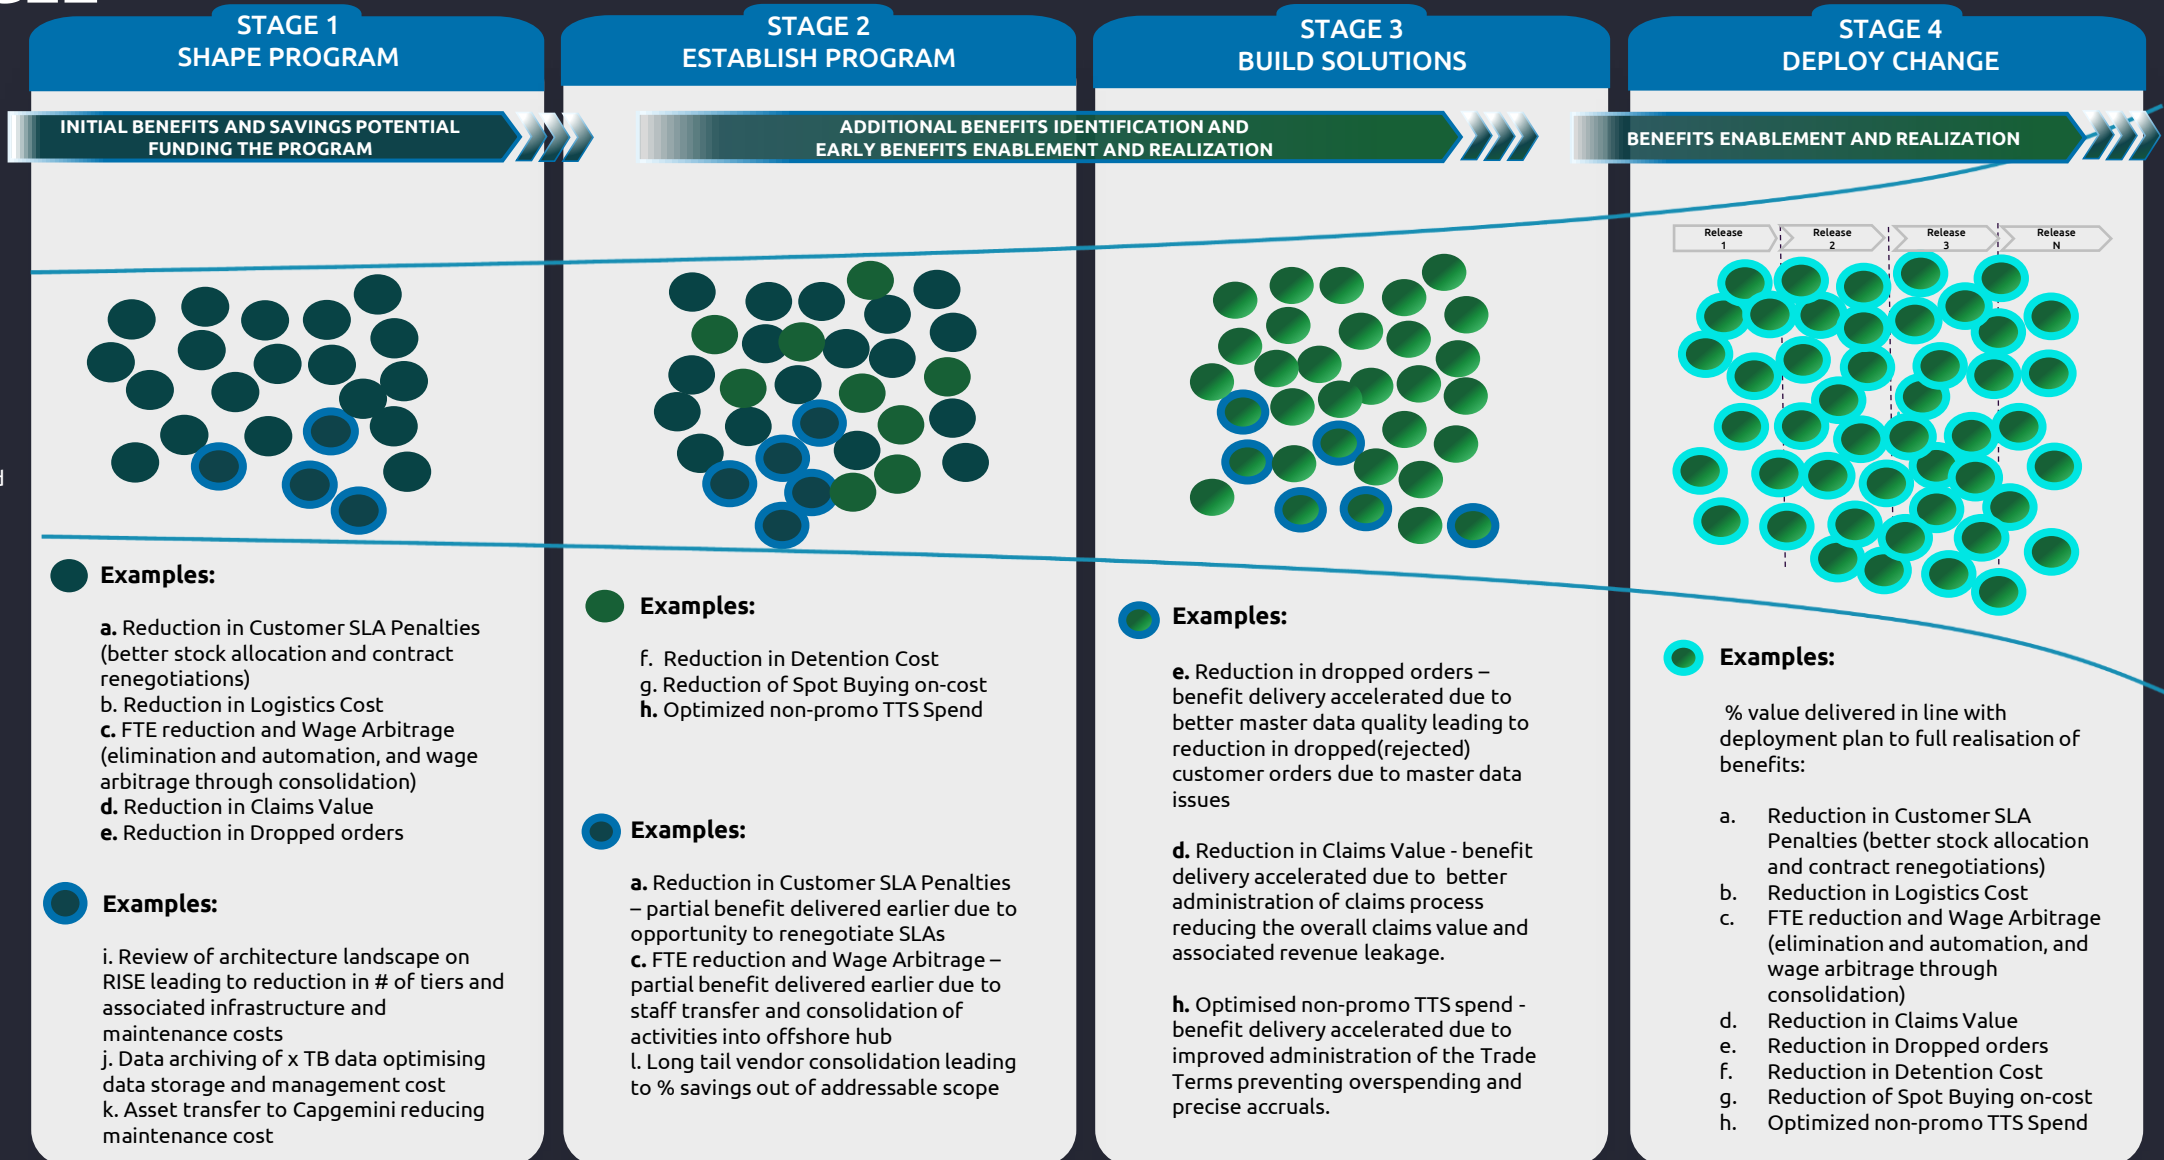 STAGE 1
SHAPE PROGRAM
INITIAL BENEFITS AND SAVINGS POTENTIAL
FUNDING THE PROGRAM
Examples:
a. Reduction in Customer SLA Penalties
(better stock allocation and contract
renegotiations)
b. Reduction in Logistics Cost
c. FTE reduction and Wage Arbitrage
(elimination and automation, and wage
arbitrage through consolidation)
d. Reduction in Claims Value
e. Reduction in Dropped orders
Examples:
i. Review of architecture landscape on
RISE leading to reduction in # of tiers and
associated infrastructure and
maintenance costs
j. Data archiving of x TB data optimising
data storage and management cost
k. Asset transfer to Capgemini reducing
maintenance cost
STAGE 2
ESTABLISH PROGRAM
ADDITIONAL BENEFITS IDENTIFICATION AND
EARLY BENEFITS ENABLEMENT AND REALIZATION
Examples:
f. Reduction in Detention Cost
g. Reduction of Spot Buying on-cost
h. Optimized non-promo TTS Spend
Examples:
a. Reduction in Customer SLA Penalties
– partial benefit delivered earlier due to
opportunity to renegotiate SLAs
c. FTE reduction and Wage Arbitrage –
partial benefit delivered earlier due to
staff transfer and consolidation of
activities into offshore hub
l. Long tail vendor consolidation leading
to % savings out of addressable scope
STAGE 3
BUILD SOLUTIONS
Examples:
e. Reduction in dropped orders –
benefit delivery accelerated due to
better master data quality leading to
reduction in dropped(rejected)
customer orders due to master data
issues
d. Reduction in Claims Value - benefit
delivery accelerated due to better
administration of claims process
reducing the overall claims value and
associated revenue leakage.
h. Optimised non-promo TTS spend -
benefit delivery accelerated due to
improved administration of the Trade
Terms preventing overspending and
precise accruals.
STAGE 4
DEPLOY CHANGE
BENEFITS ENABLEMENT AND REALIZATION
Release
1
Release
2
Release
3
Release
N
Examples:
% value delivered in line with
deployment plan to full realisation of
benefits:
a. Reduction in Customer SLA
Penalties (better stock allocation
and contract renegotiations)
b. Reduction in Logistics Cost
c. FTE reduction and Wage Arbitrage
(elimination and automation, and
wage arbitrage through
consolidation)
d. Reduction in Claims Value
e. Reduction in Dropped orders
f. Reduction in Detention Cost
g. Reduction of Spot Buying on-cost
h. Optimized non-promo TTS Spend